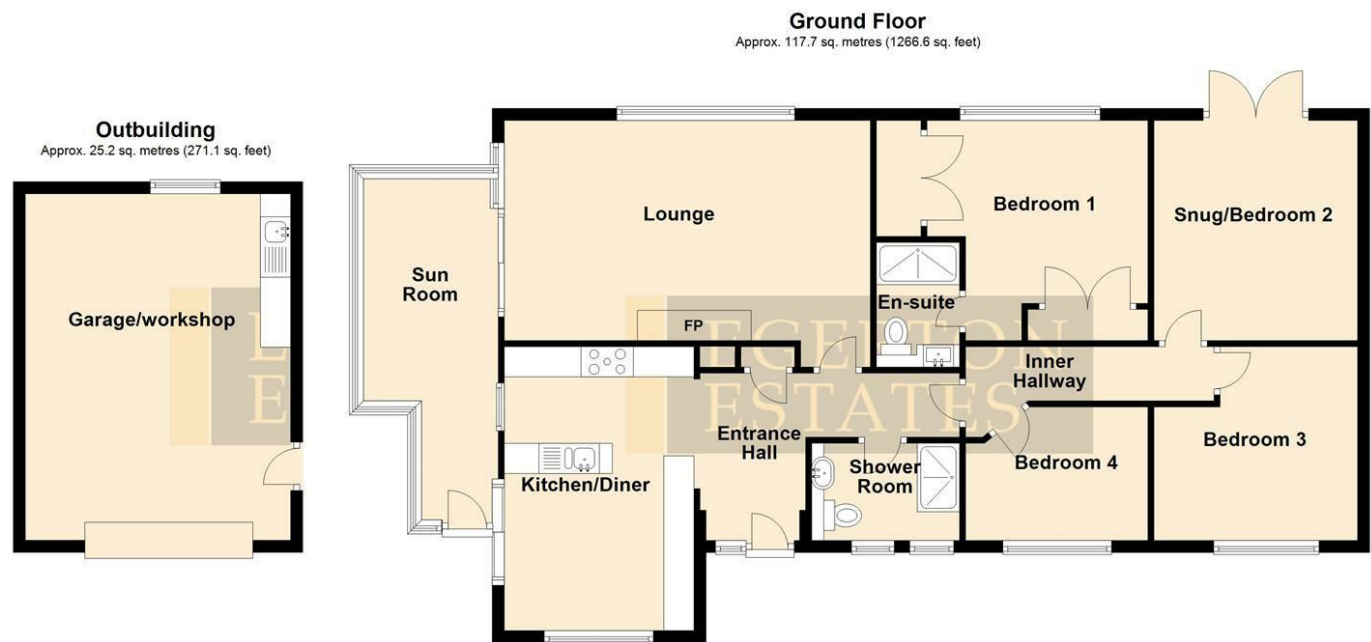 Ground Floor
Approx. 117.7 sq. metres (1266.6 sq. feet)
Outbuilding
Approx. 25.2 sq. metres (271.1 sq. feet)
Garage/workshop
L
E
Sun
Room
Lounge
FP
Bedroom 1
Snug/Bedroom 2
En-suite
EGERTON
ESTATES
Inner
Hallway
Entrance
Hall
Kitchen/Diner
Shower
Room
Bedroom 4
Bedroom 3